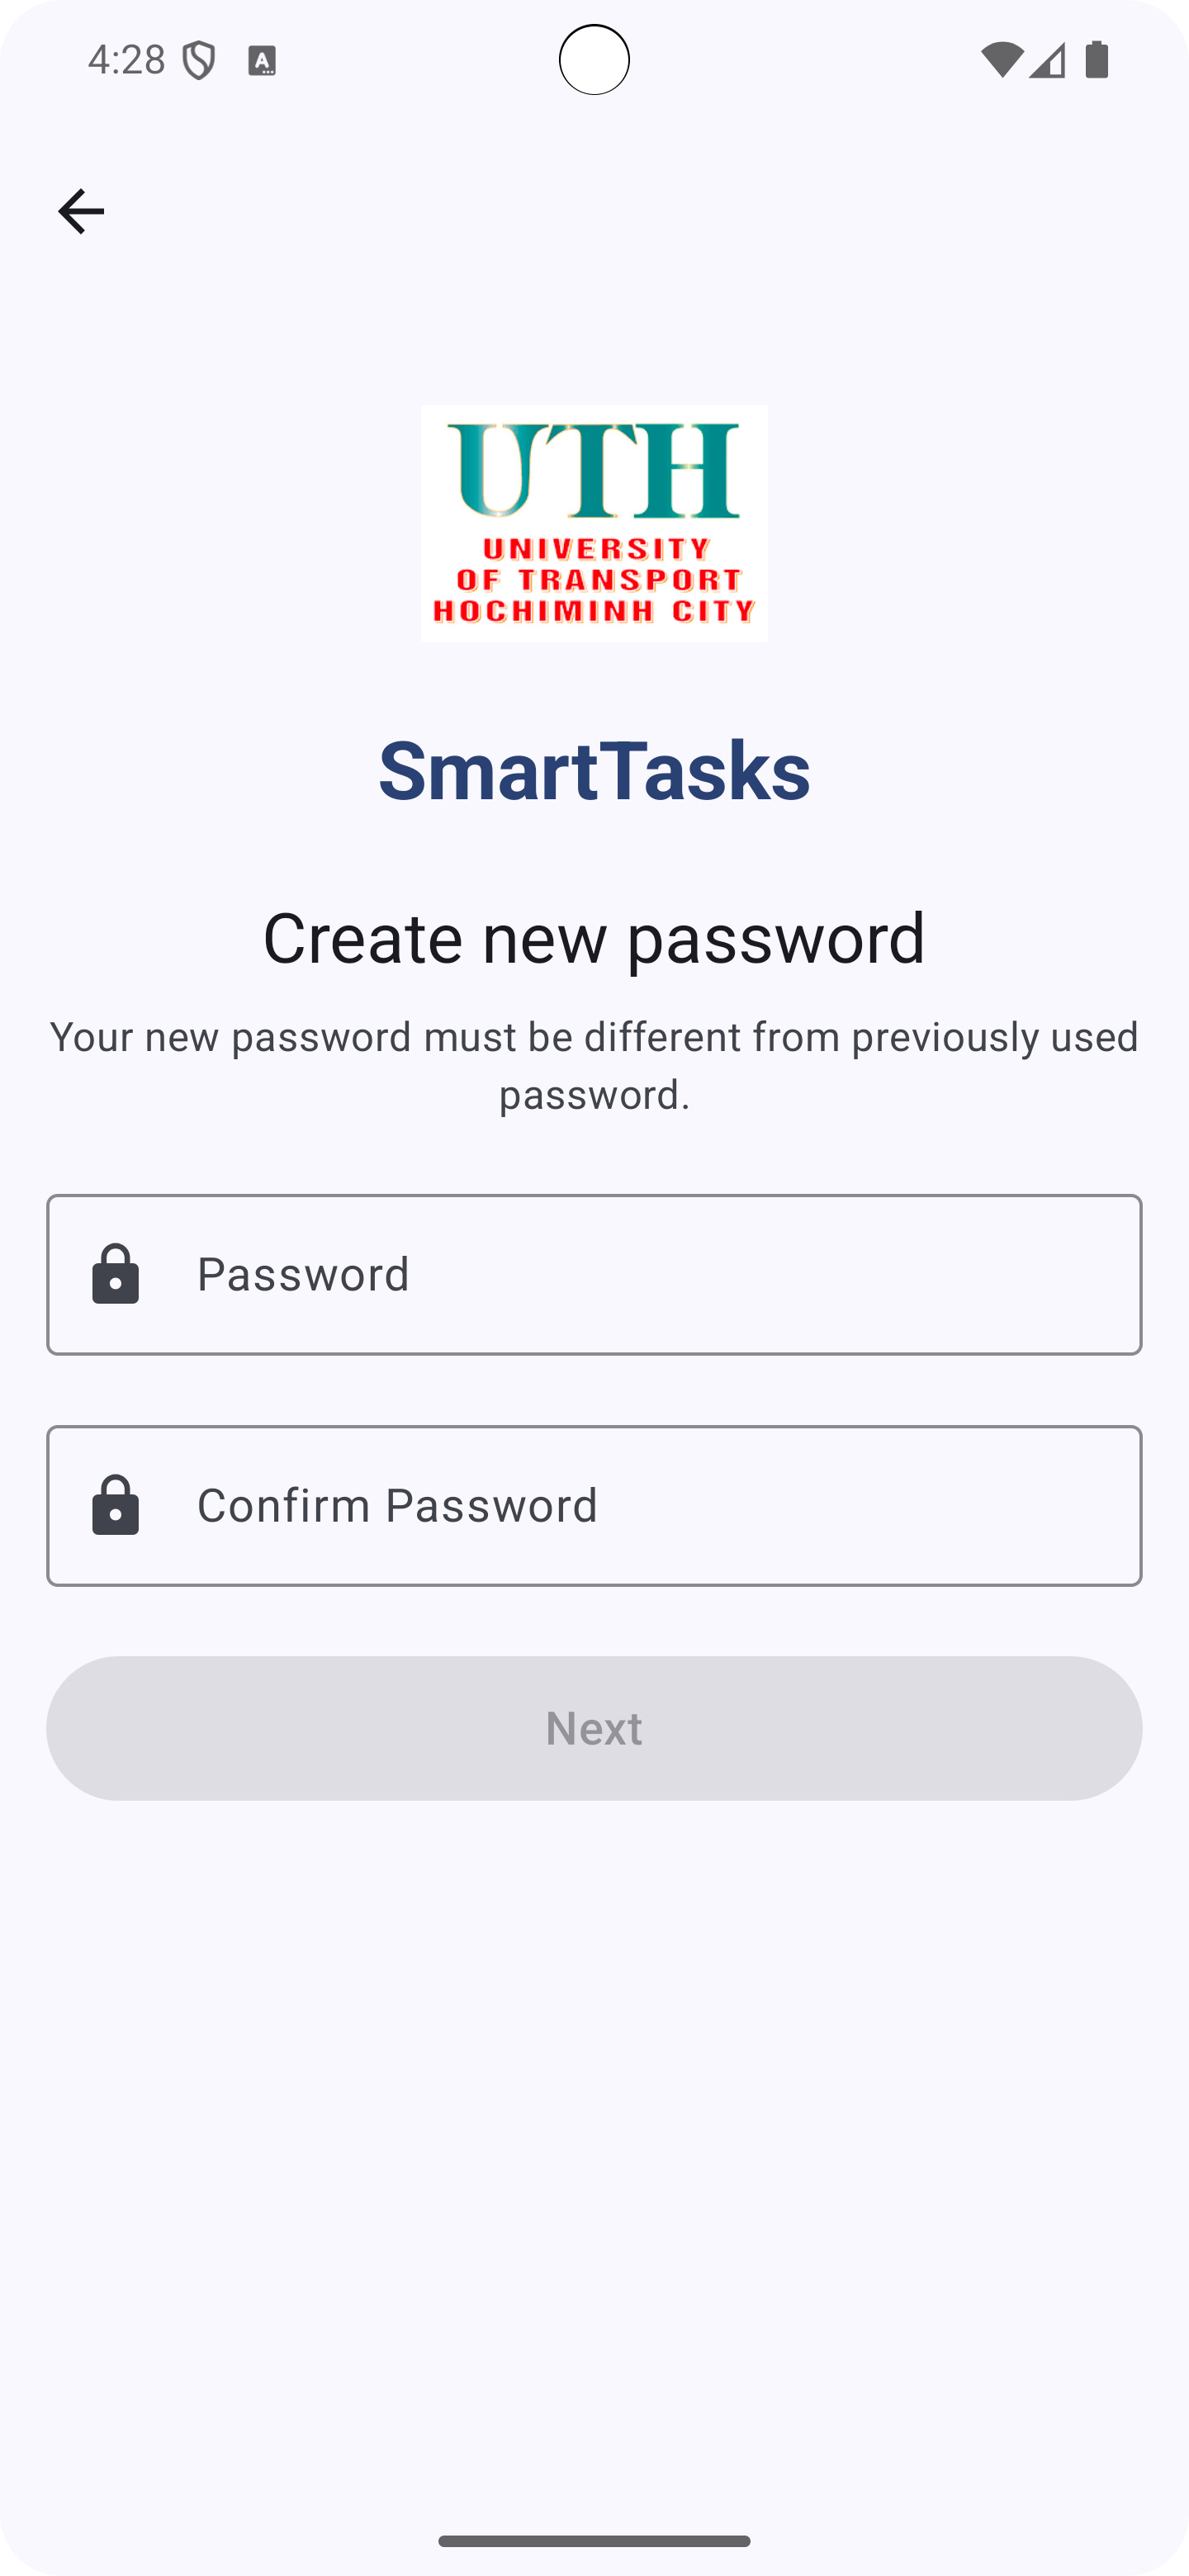 4:28
A
UTH
UNIVERSITY
OF TRANSPORT
HOCHIMINH CITY
SmartTasks
Create new password
Your new password must be different from previously used
password.
Password
Confirm Password
Next